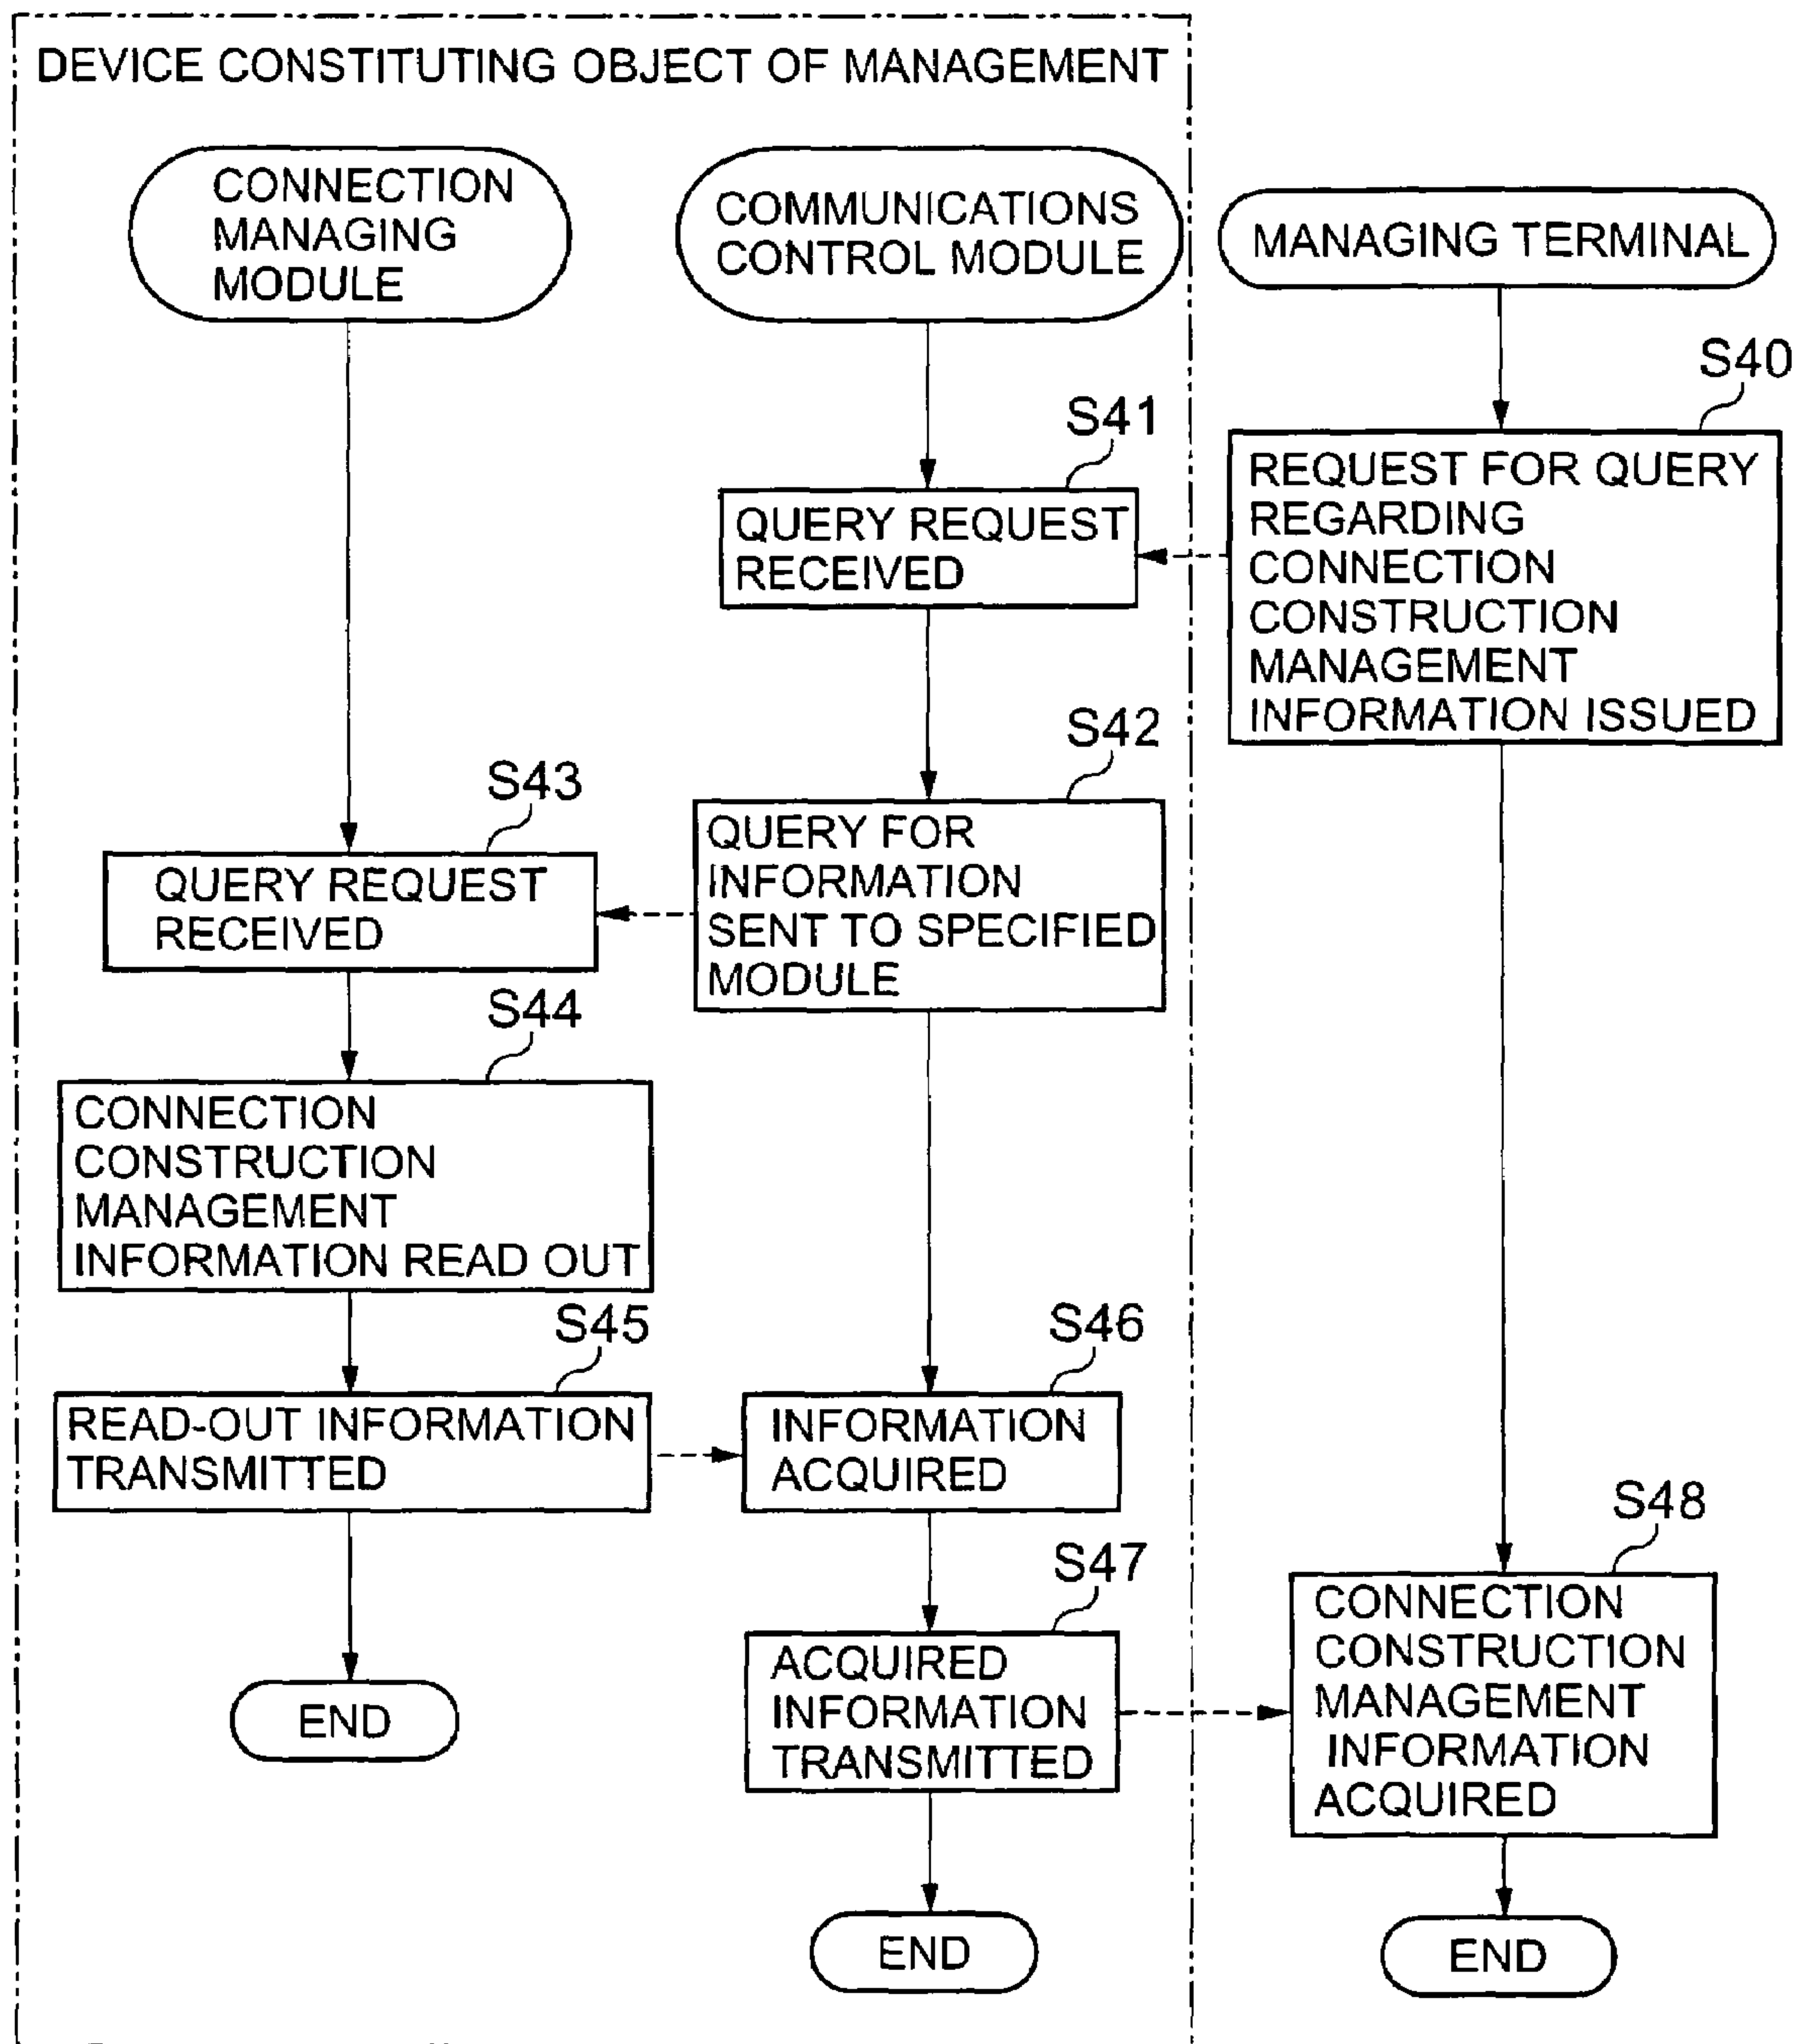 DEVICE CONSTITUTING OBJECT OF MANAGEMENT
CONNECTION
MANAGING
MODULE
COMMUNICATIONS
CONTROL MODULE
MANAGING TERMINAL
S40
REQUEST FOR QUERY
REGARDING
CONNECTION
CONSTRUCTION
MANAGEMENT
INFORMATION ISSUED
S41
QUERY REQUEST
RECEIVED
S42
QUERY FOR
INFORMATION
SENT TO SPECIFIED
MODULE
S43
QUERY REQUEST
RECEIVED
S44
CONNECTION
CONSTRUCTION
MANAGEMENT
INFORMATION READ OUT
S45
READ-OUT INFORMATION
TRANSMITTED
S46
INFORMATION
ACQUIRED
S47
ACQUIRED
INFORMATION
TRANSMITTED
S48
CONNECTION
CONSTRUCTION
MANAGEMENT
INFORMATION
ACQUIRED
END
END
END